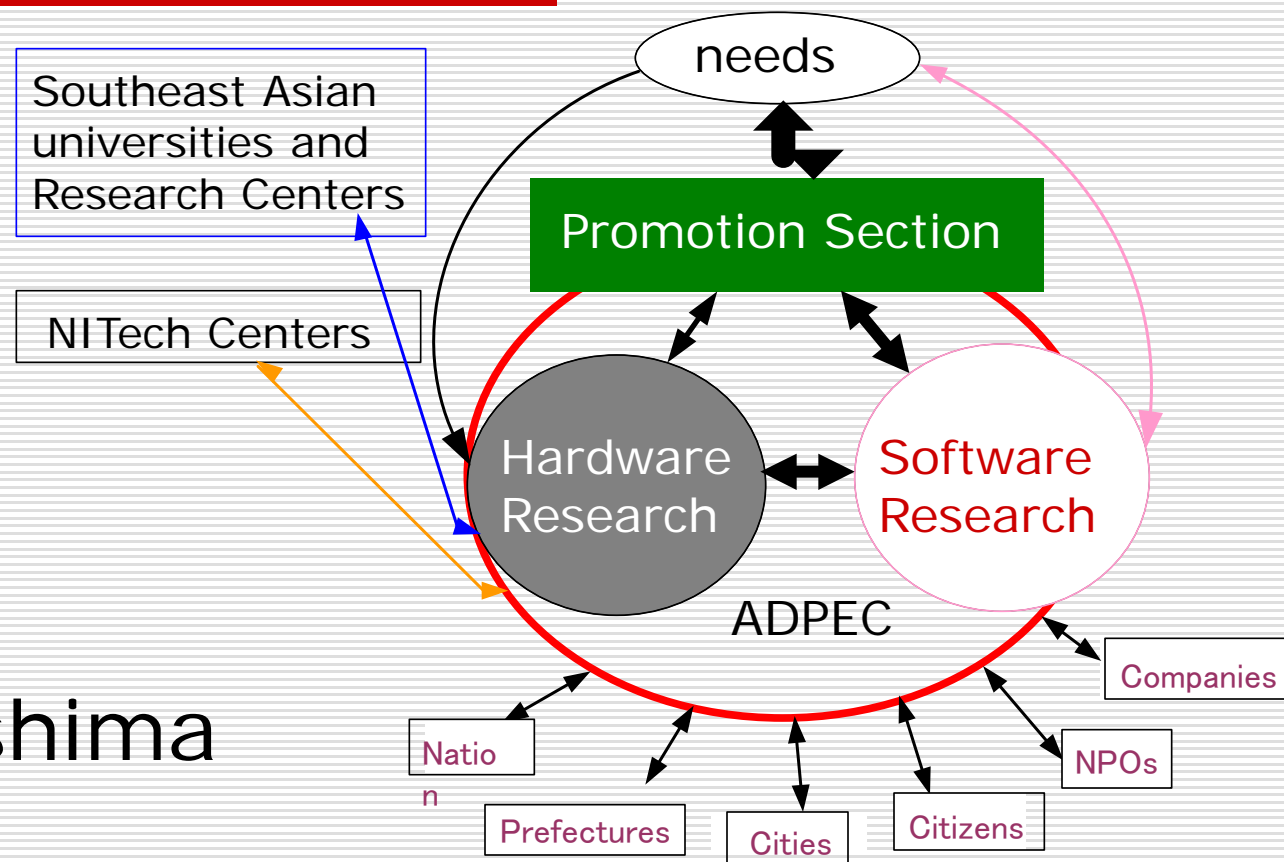 needs
Southeast Asian
universities and
Research Centers
Promotion Section
NITech Centers
Hardware
Research
Software
Research
ADPEC
Companies
shima
Natio
n
NPOs
Prefectures
Cities
Citizens